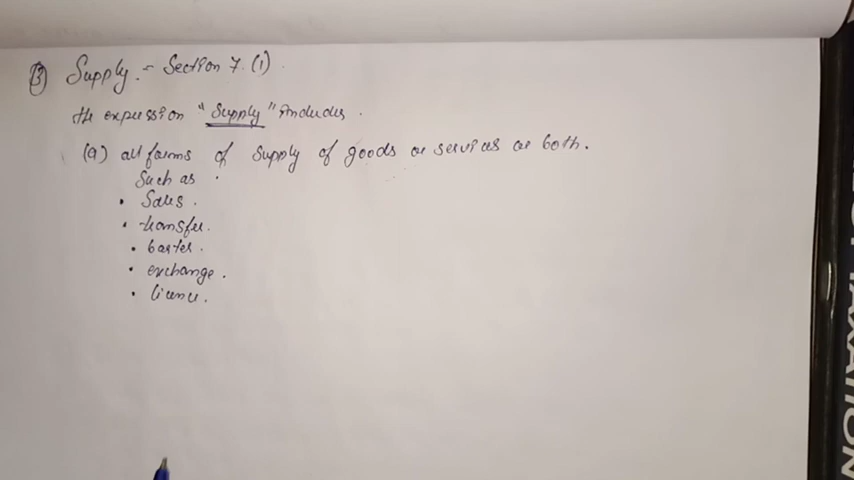 (B) Supply :- Section 7.(1).
the expression "Supply" includes.
(a) all forms of supply of goods or services or both.
Such as
• Sales.
• transfer.
• barter.
• exchange.
• licence.
TAXATION